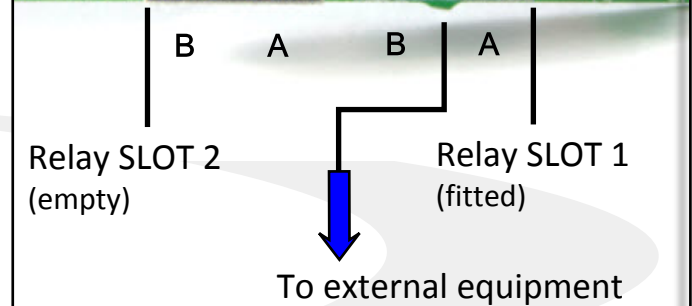 B A B A
Relay SLOT 2 Relay SLOT 1
(empty) (fitted)
To external equipment